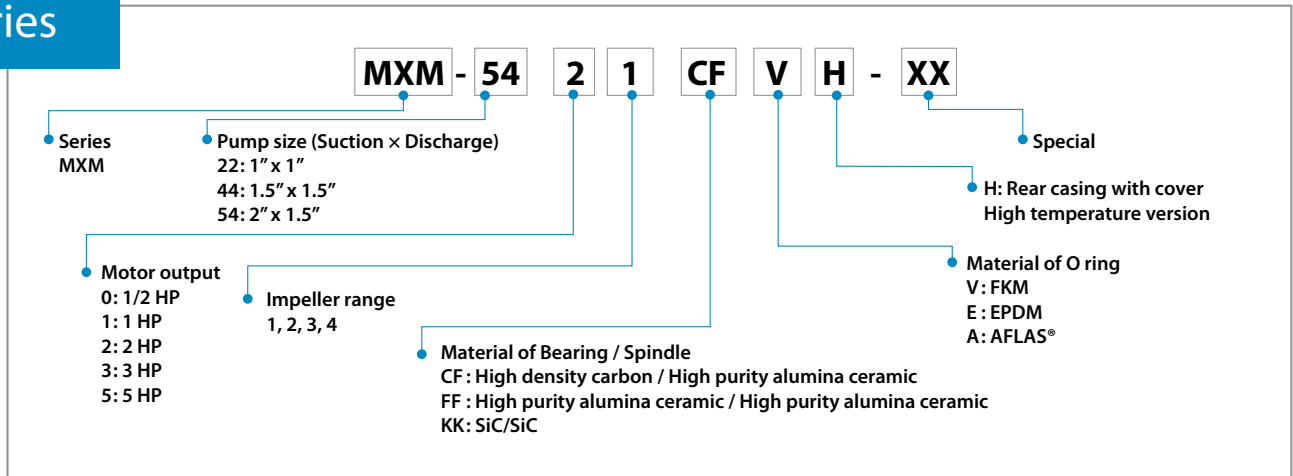 ries
MXM - 54 2 1 CF V H - XX
Series
MXM
Pump size (Suction × Discharge)
22: 1” x 1”
44: 1.5” x 1.5”
54: 2” x 1.5”
Special
H: Rear casing with cover
High temperature version
Motor output
0: 1/2 HP
1: 1 HP
2: 2 HP
3: 3 HP
5: 5 HP
Impeller range
1, 2, 3, 4
Material of O ring
V : FKM
E : EPDM
A: AFLAS®
Material of Bearing / Spindle
CF : High density carbon / High purity alumina ceramic
FF : High purity alumina ceramic / High purity alumina ceramic
KK: SiC/SiC